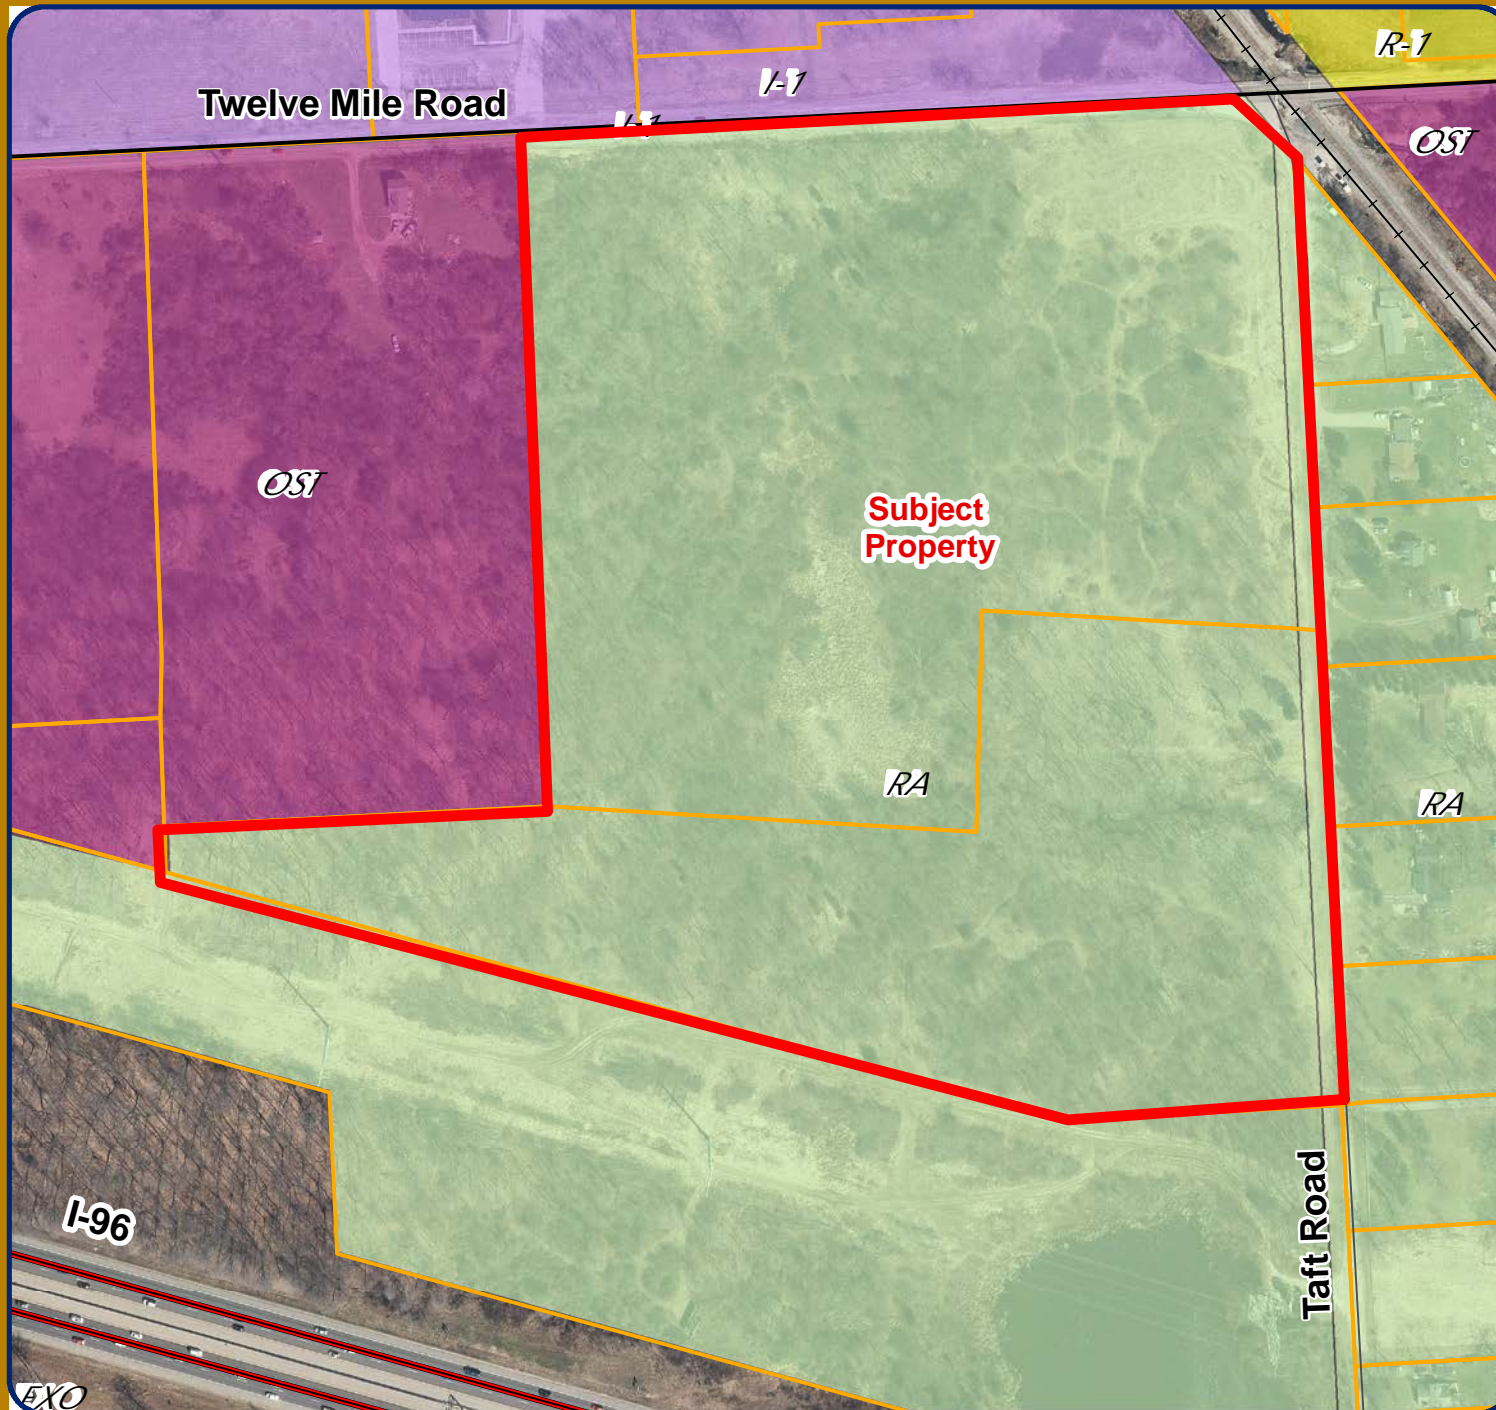 R-1
I-1
Twelve Mile Road
I-1
OST
OST
Subject
Property
RA
RA
Taft Road
I-96
EXO